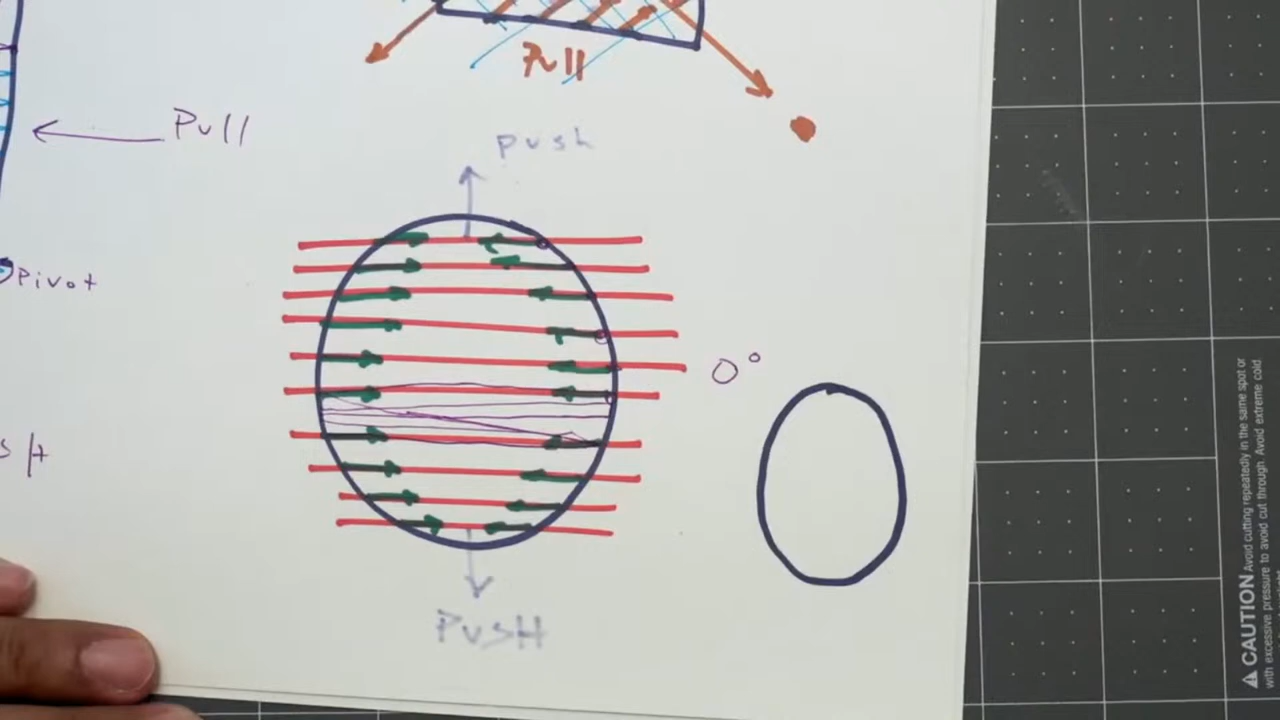 Pull
Pull
push
Pivot
0°
PUSH
⚠ CAUTION Avoid cutting repeatedly in the same spot or
with excessive pressure to avoid cut through. Avoid extreme cold.